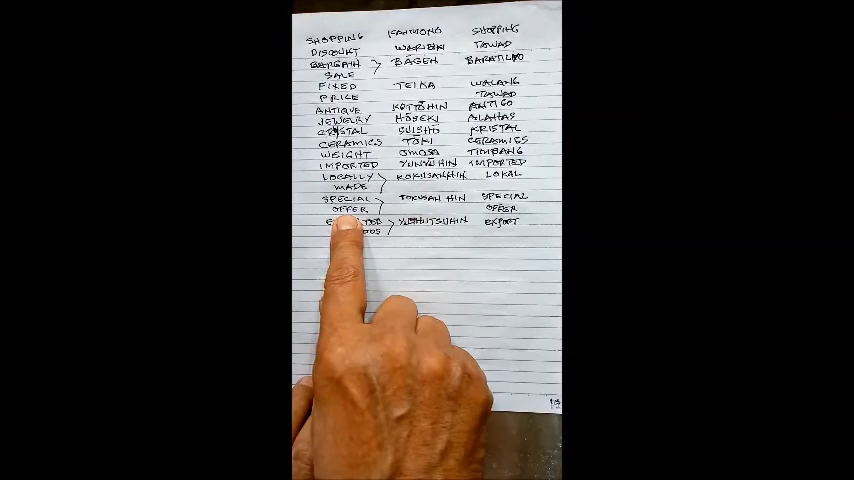 SHOPPING KAIMONO SHOPPING
DISCOUNT WARIBIKI TAWAD
BARGAIN BĀGEN BARATILYO
SALE
FIXED TEIKA WALANG
PRICE TAWAD
ANTIQUE KOTTŌHIN ANTIGO
JEWELRY HŌSEKI ALAHAS
CRYSTAL SUISHŌ KRISTAL
CERAMICS TŌKI CERAMICS
WEIGHT OMOSA TIMBANG
IMPORTED YUNYŪHIN IMPORTED
LOCALLY KOKUSANHIN LOKAL
MADE
SPECIAL TOKUSAN HIN SPECIAL
OFFER OFFER
YUSHUTSUHIN EXPORT